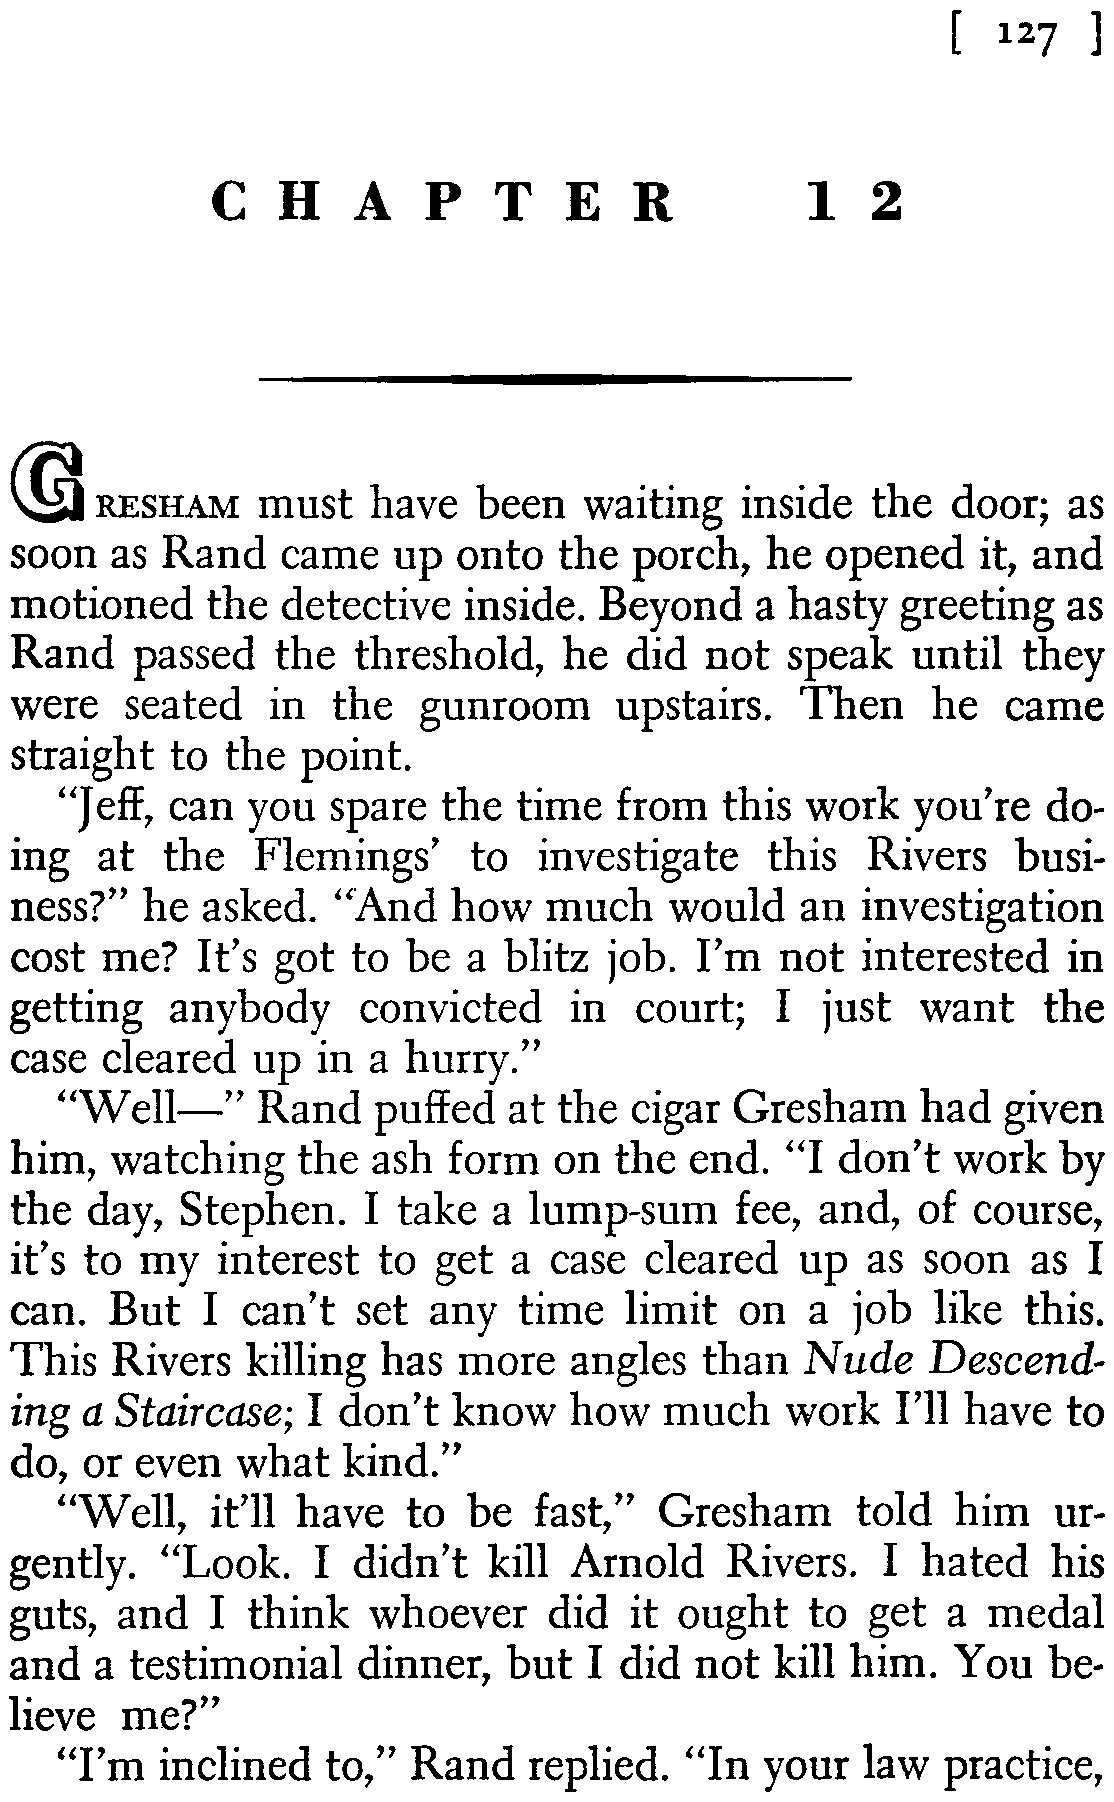 [ 127 ]
CHAPTER 12
GRESHAM must have been waiting inside the door; as
soon as Rand came up onto the porch, he opened it, and
motioned the detective inside. Beyond a hasty greeting as
Rand passed the threshold, he did not speak until they
were seated in the gunroom upstairs. Then he came
straight to the point.
“Jeff, can you spare the time from this work you’re do-
ing at the Flemings’ to investigate this Rivers busi-
ness?” he asked. “And how much would an investigation
cost me? It’s got to be a blitz job. I’m not interested in
getting anybody convicted in court; I just want the
case cleared up in a hurry.”
“Well—” Rand puffed at the cigar Gresham had given
him, watching the ash form on the end. “I don’t work by
the day, Stephen. I take a lump-sum fee, and, of course,
it’s to my interest to get a case cleared up as soon as I
can. But I can’t set any time limit on a job like this.
This Rivers killing has more angles than Nude Descend-
ing a Staircase; I don’t know how much work I’ll have to
do, or even what kind.”
“Well, it’ll have to be fast,” Gresham told him ur-
gently. “Look. I didn’t kill Arnold Rivers. I hated his
guts, and I think whoever did it ought to get a medal
and a testimonial dinner, but I did not kill him. You be-
lieve me?”
“I’m inclined to,” Rand replied. “In your law practice,